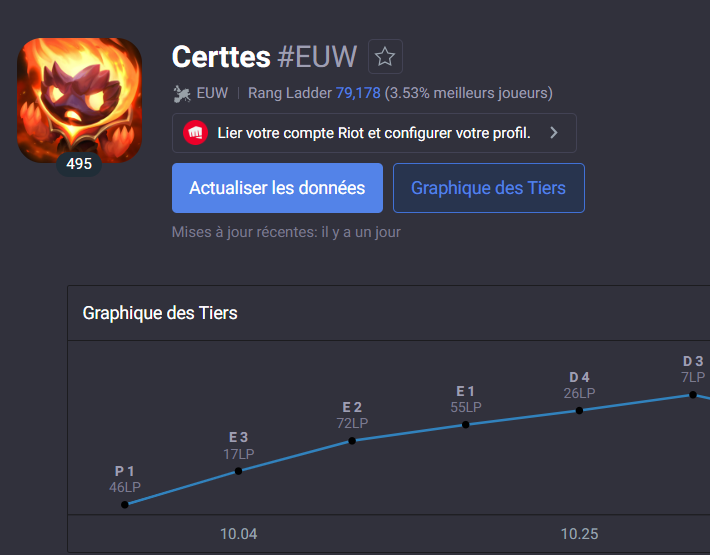 Certtes #EUW
EUW | Rang Ladder 79,178 (3.53% meilleurs joueurs)
495
Lier votre compte Riot et configurer votre profil.
Actualiser les données
Graphique des Tiers
Mises à jour récentes: il y a un jour
Graphique des Tiers
P 1
46LP
E 3
17LP
E 2
72LP
E 1
55LP
D 4
26LP
D 3
7LP
10.04
10.25